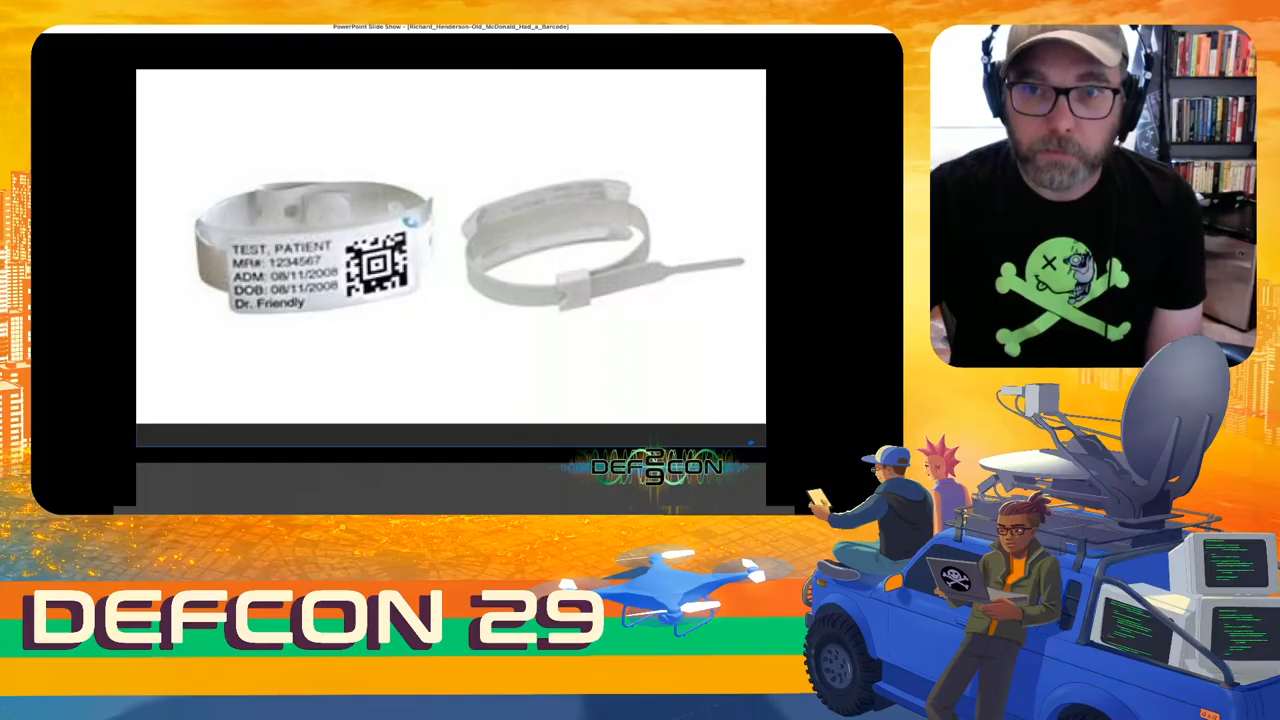 PowerPoint Slide Show - [Richard_Henderson-Old_McDonald_Had_a_Barcode]
TEST, PATIENT
MR#: 1234567
ADM: 08/11/2008
DOB: 08/11/2008
Dr. Friendly
DEF CON
29
DEFCON 29